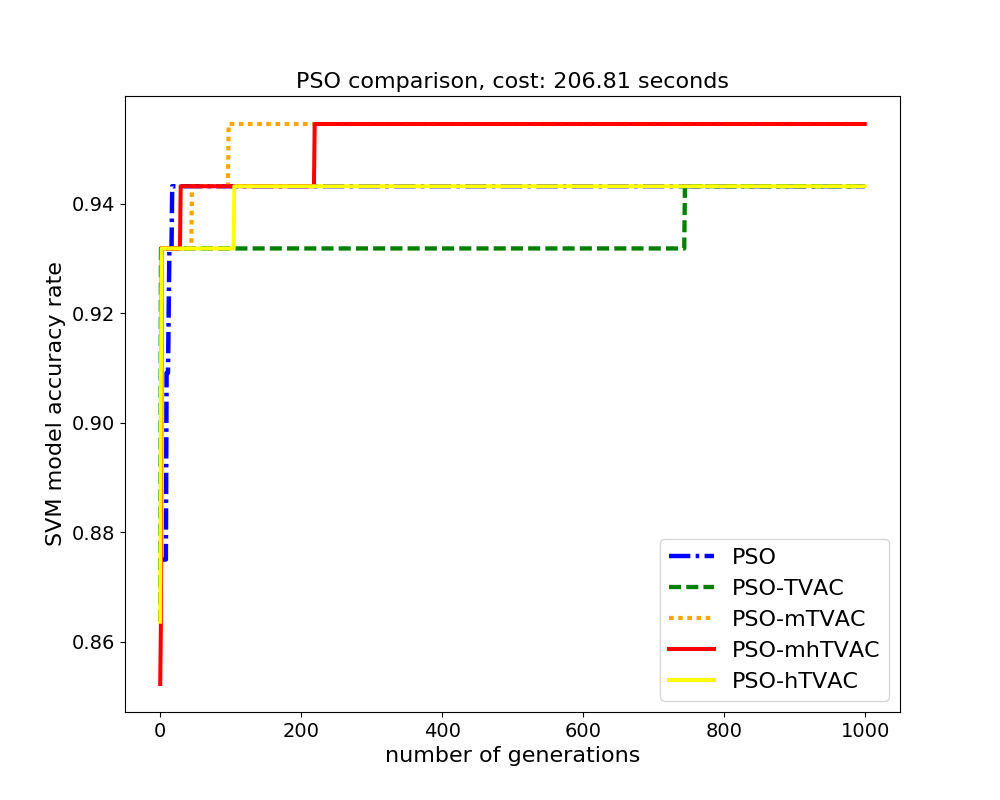 PSO comparison, cost: 206.81 seconds
SVM model accuracy rate
0.94
0.92
0.90
0.88
0.86
0 200 400 600 800 1000
number of generations
PSO
PSO-TVAC
PSO-mTVAC
PSO-mhTVAC
PSO-hTVAC